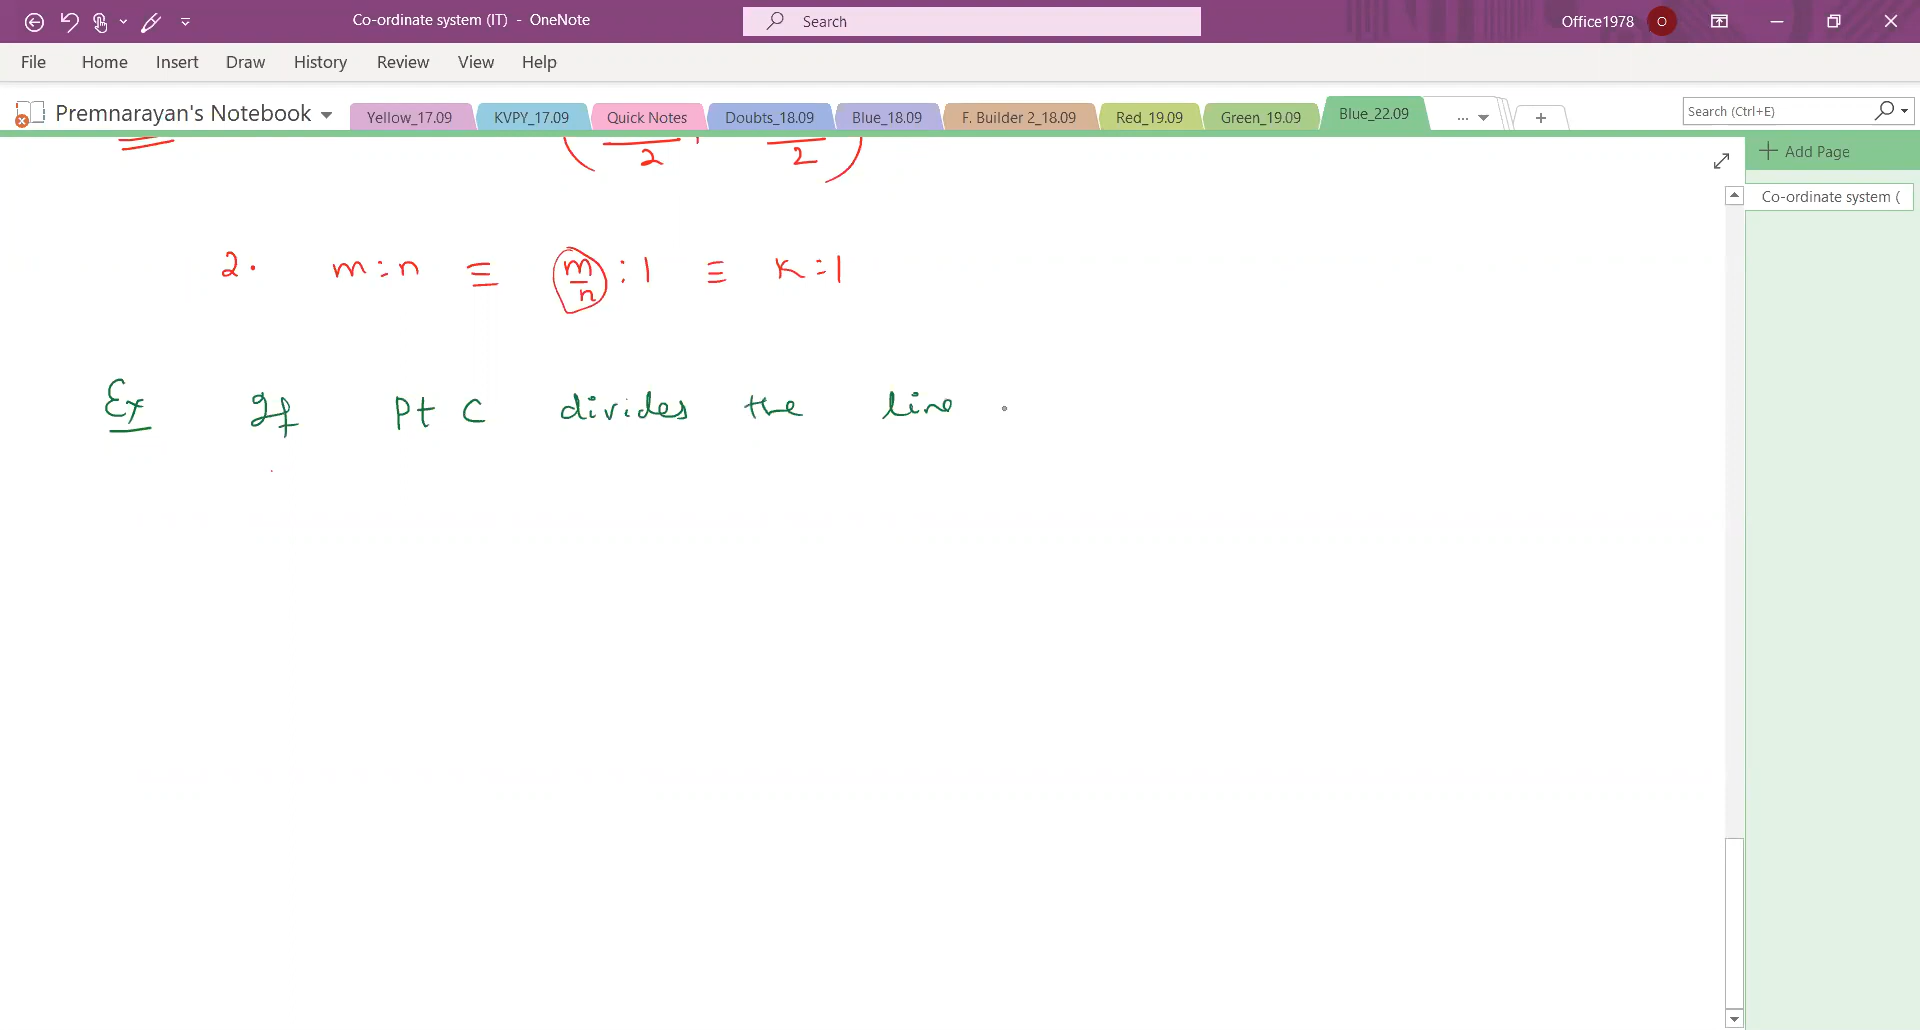 Co-ordinate system (IT) - OneNote
Search
Office1978
O
File Home Insert Draw History Review View Help
Premnarayan's Notebook
Yellow_17.09
KVPY_17.09
Quick Notes
Doubts_18.09
Blue_18.09
F. Builder 2_18.09
Red_19.09
Green_19.09
Blue_22.09
...
+
Search (Ctrl+E)
Add Page
Co-ordinate system (
( 2 , 2 )
2. m:n ≡ m/n : 1 ≡ K:1
Ex If pt C divides the line